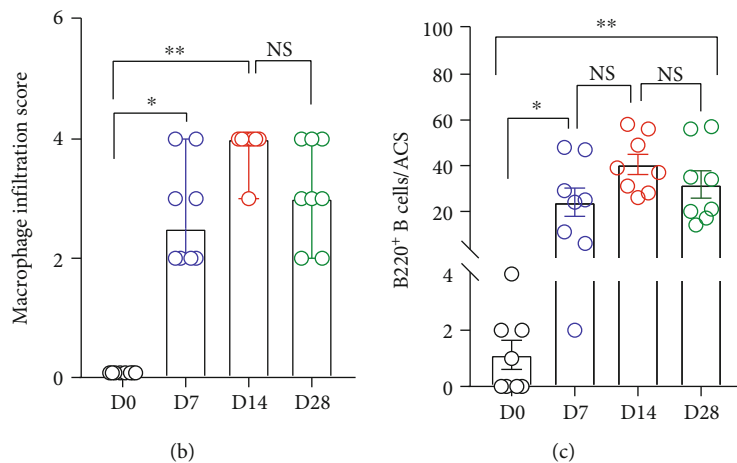 Macrophage infiltration score
6
4
2
0
**
*
NS
D0 D7 D14 D28
(b)
B220+ B cells/ACS
100
80
60
40
20
4
2
0
**
*
NS
NS
D0 D7 D14 D28
(c)